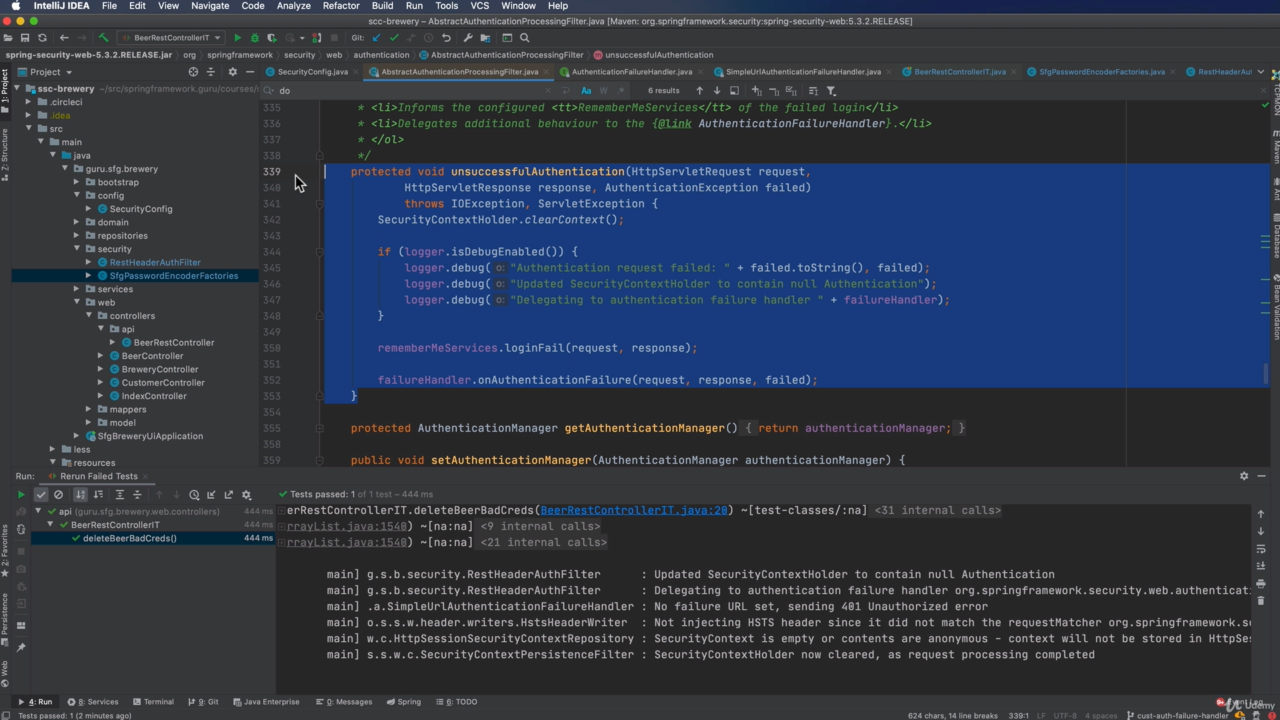 IntelliJ IDEA File Edit View Navigate Code Analyze Refactor Build Run Tools VCS Window Help
scc-brewery – AbstractAuthenticationProcessingFilter.java [Maven: org.springframework.security:spring-security-web:5.3.2.RELEASE]
BeerRestControllerIT Git:
spring-security-web-5.3.2.RELEASE.jar org springframework security web authentication AbstractAuthenticationProcessingFilter unsuccessfulAuthentication
Project SecurityConfig.java AbstractAuthenticationProcessingFilter.java AuthenticationFailureHandler.java SimpleUrlAuthenticationFailureHandler.java BeerRestControllerIT.java SfgPasswordEncoderFactories.java RestHeaderAu
do Aa W .* 6 results
ssc-brewery ~/src/springframework.guru/courses/
.circleci
.idea
src
main
java
guru.sfg.brewery
bootstrap
config
SecurityConfig
domain
repositories
security
RestHeaderAuthFilter
SfgPasswordEncoderFactories
services
web
controllers
api
BeerRestController
BeerController
BreweryController
CustomerController
IndexController
mappers
model
SfgBreweryUiApplication
less
resources
335 * <li>Informs the configured <tt>RememberMeServices</tt> of the failed login</li>
336 * <li>Delegates additional behaviour to the {@link AuthenticationFailureHandler}.</li>
337 * </ol>
338 */
339 protected void unsuccessfulAuthentication(HttpServletRequest request,
340 HttpServletResponse response, AuthenticationException failed)
341 throws IOException, ServletException {
342 SecurityContextHolder.clearContext();
343
344 if (logger.isDebugEnabled()) {
345 logger.debug( o: "Authentication request failed: " + failed.toString(), failed);
346 logger.debug( o: "Updated SecurityContextHolder to contain null Authentication");
347 logger.debug( o: "Delegating to authentication failure handler " + failureHandler);
348 }
349
350 rememberMeServices.loginFail(request, response);
351
352 failureHandler.onAuthenticationFailure(request, response, failed);
353 }
354
355 protected AuthenticationManager getAuthenticationManager() { return authenticationManager; }
358
359 public void setAuthenticationManager(AuthenticationManager authenticationManager) {
1: Project
7: Structure
2: Favorites
Persistence
Web
Maven
Ant
Database
Bean Validation
Run: Rerun Failed Tests
Tests passed: 1 of 1 test – 444 ms
api (guru.sfg.brewery.web.controllers) 444 ms
BeerRestControllerIT 444 ms
deleteBeerBadCreds() 444 ms
erRestControllerIT.deleteBeerBadCreds(BeerRestControllerIT.java:20) ~[test-classes/:na] <31 internal calls>
rrayList.java:1540) ~[na:na] <9 internal calls>
rrayList.java:1540) ~[na:na] <21 internal calls>
main] g.s.b.security.RestHeaderAuthFilter : Updated SecurityContextHolder to contain null Authentication
main] g.s.b.security.RestHeaderAuthFilter : Delegating to authentication failure handler org.springframework.security.web.authenticati
main] .a.SimpleUrlAuthenticationFailureHandler : No failure URL set, sending 401 Unauthorized error
main] o.s.s.w.header.writers.HstsHeaderWriter : Not injecting HSTS header since it did not match the requestMatcher org.springframework.s
main] w.c.HttpSessionSecurityContextRepository : SecurityContext is empty or contents are anonymous - context will not be stored in HttpSes
main] s.s.w.c.SecurityContextPersistenceFilter : SecurityContextHolder now cleared, as request processing completed
4: Run 8: Services Terminal 9: Git Java Enterprise 0: Messages Spring 6: TODO
Tests passed: 1 (2 minutes ago) 624 chars, 14 line breaks 339:1 LF UTF-8 4 spaces cust-auth-failure-handler
Udemy